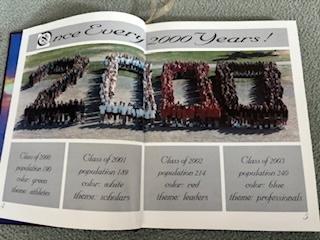 Once Every 2000 Years!
2000
Class of 2000
population 190
color: green
theme: athletes
Class of 2001
population 189
color: white
theme: scholars
Class of 2002
population 214
color: red
theme: leaders
Class of 2003
population 240
color: blue
theme: professionals